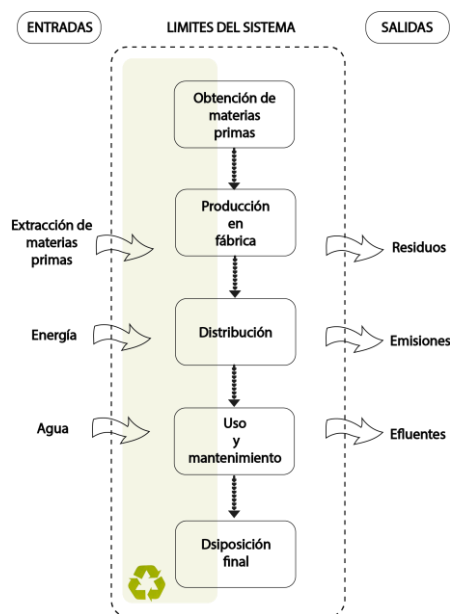 ENTRADAS
LIMITES DEL SISTEMA
SALIDAS
Obtención de
materias
primas
Producción
en
fábrica
Extracción de
materias
primas
Residuos
Energía
Distribución
Emisiones
Agua
Uso
y
mantenimiento
Efluentes
Dsiposición
final